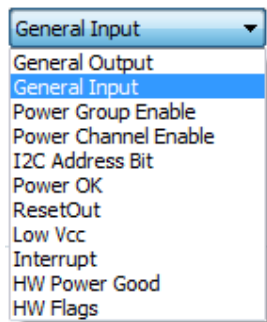 General Input
General Output
General Input
Power Group Enable
Power Channel Enable
I2C Address Bit
Power OK
ResetOut
Low Vcc
Interrupt
HW Power Good
HW Flags